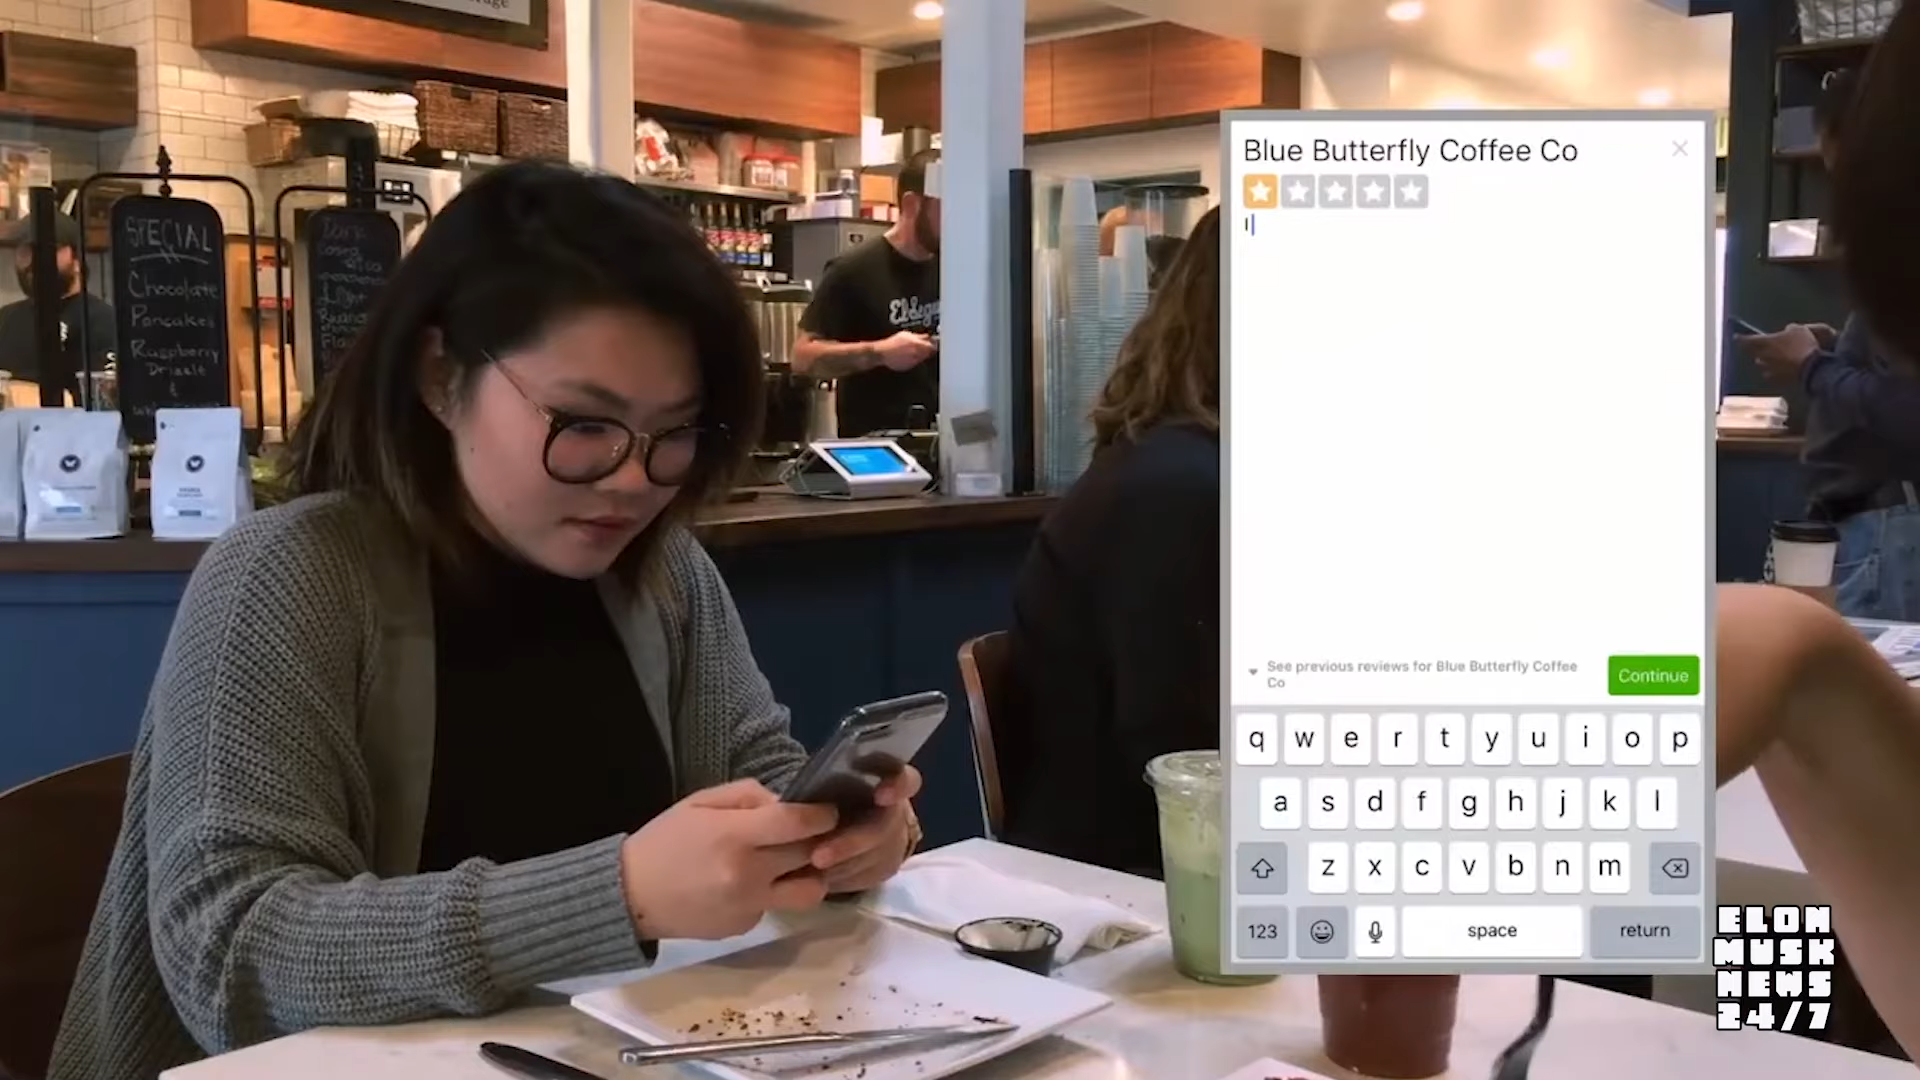 SPECIAL
Chocolate
Pancakes
Raspberry
Drizzle
&
Dark
Blue Butterfly Coffee Co
I
See previous reviews for Blue Butterfly Coffee
Co
Continue
q w e r t y u i o p
a s d f g h j k l
z x c v b n m
123 space return
ELON
MUSK
NEWS
24/7